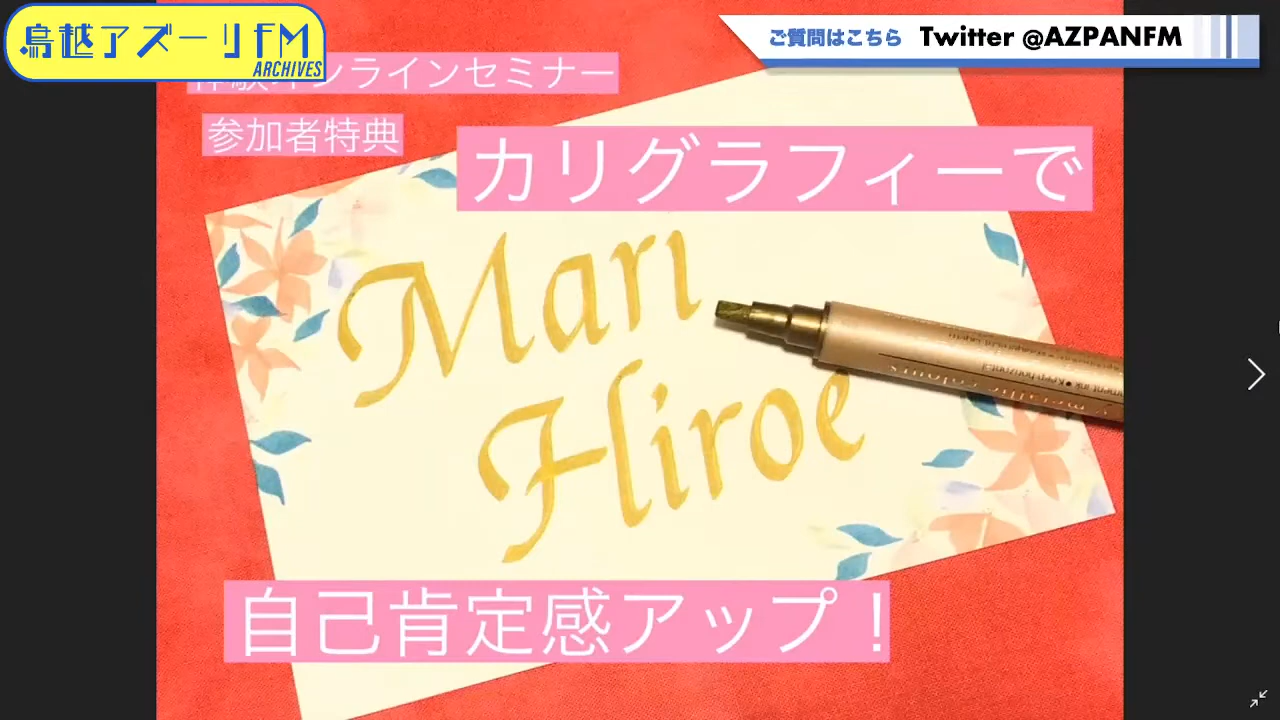 鳥越アズーリFM
ARCHIVES
ご質問はこちら Twitter @AZPANFM
体験オンラインセミナー
参加者特典
カリグラフィーで
Mari
Hiroe
自己肯定感アップ！